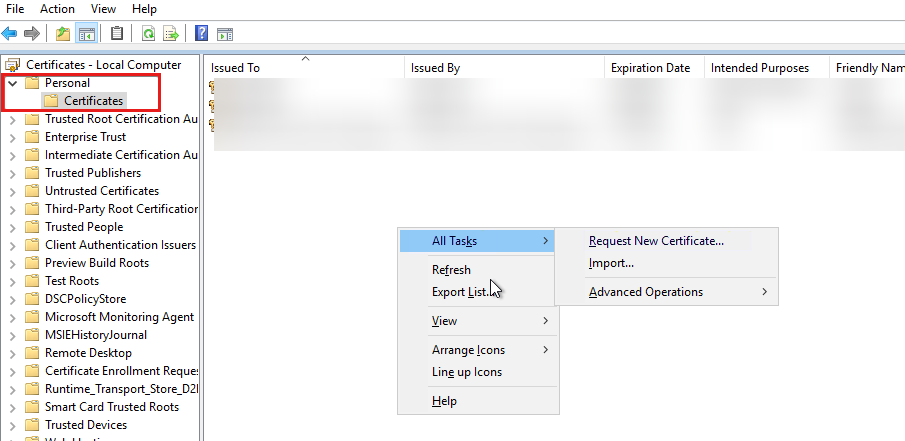 File Action View Help
Certificates - Local Computer
Personal
Certificates
Trusted Root Certification Au
Enterprise Trust
Intermediate Certification Au
Trusted Publishers
Untrusted Certificates
Third-Party Root Certification
Trusted People
Client Authentication Issuers
Preview Build Roots
Test Roots
DSCPolicyStore
Microsoft Monitoring Agent
MSIEHistoryJournal
Remote Desktop
Certificate Enrollment Reques
Runtime_Transport_Store_D2I
Smart Card Trusted Roots
Trusted Devices
Issued To Issued By Expiration Date Intended Purposes Friendly Nam
All Tasks
Refresh
Export List...
View
Arrange Icons
Line up Icons
Help
Request New Certificate...
Import...
Advanced Operations